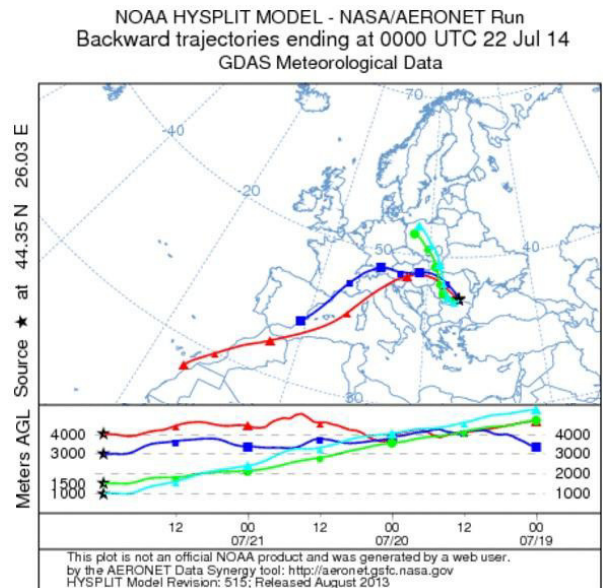 NOAA HYSPLIT MODEL - NASA/AERONET Run
Backward trajectories ending at 0000 UTC 22 Jul 14
GDAS Meteorological Data
Source ★ at 44.35 N 26.03 E
70
-40
-20
50
40
30
Meters AGL
4000
3000
1500
1000
4000
3000
2000
1000
12 00 12 00 12 00
07/21 07/20 07/19
This plot is not an official NOAA product and was generated by a web user.
by the AERONET Data Synergy tool: http://aeronet.gsfc.nasa.gov
HYSPLIT Model Revision: 515; Released August 2013